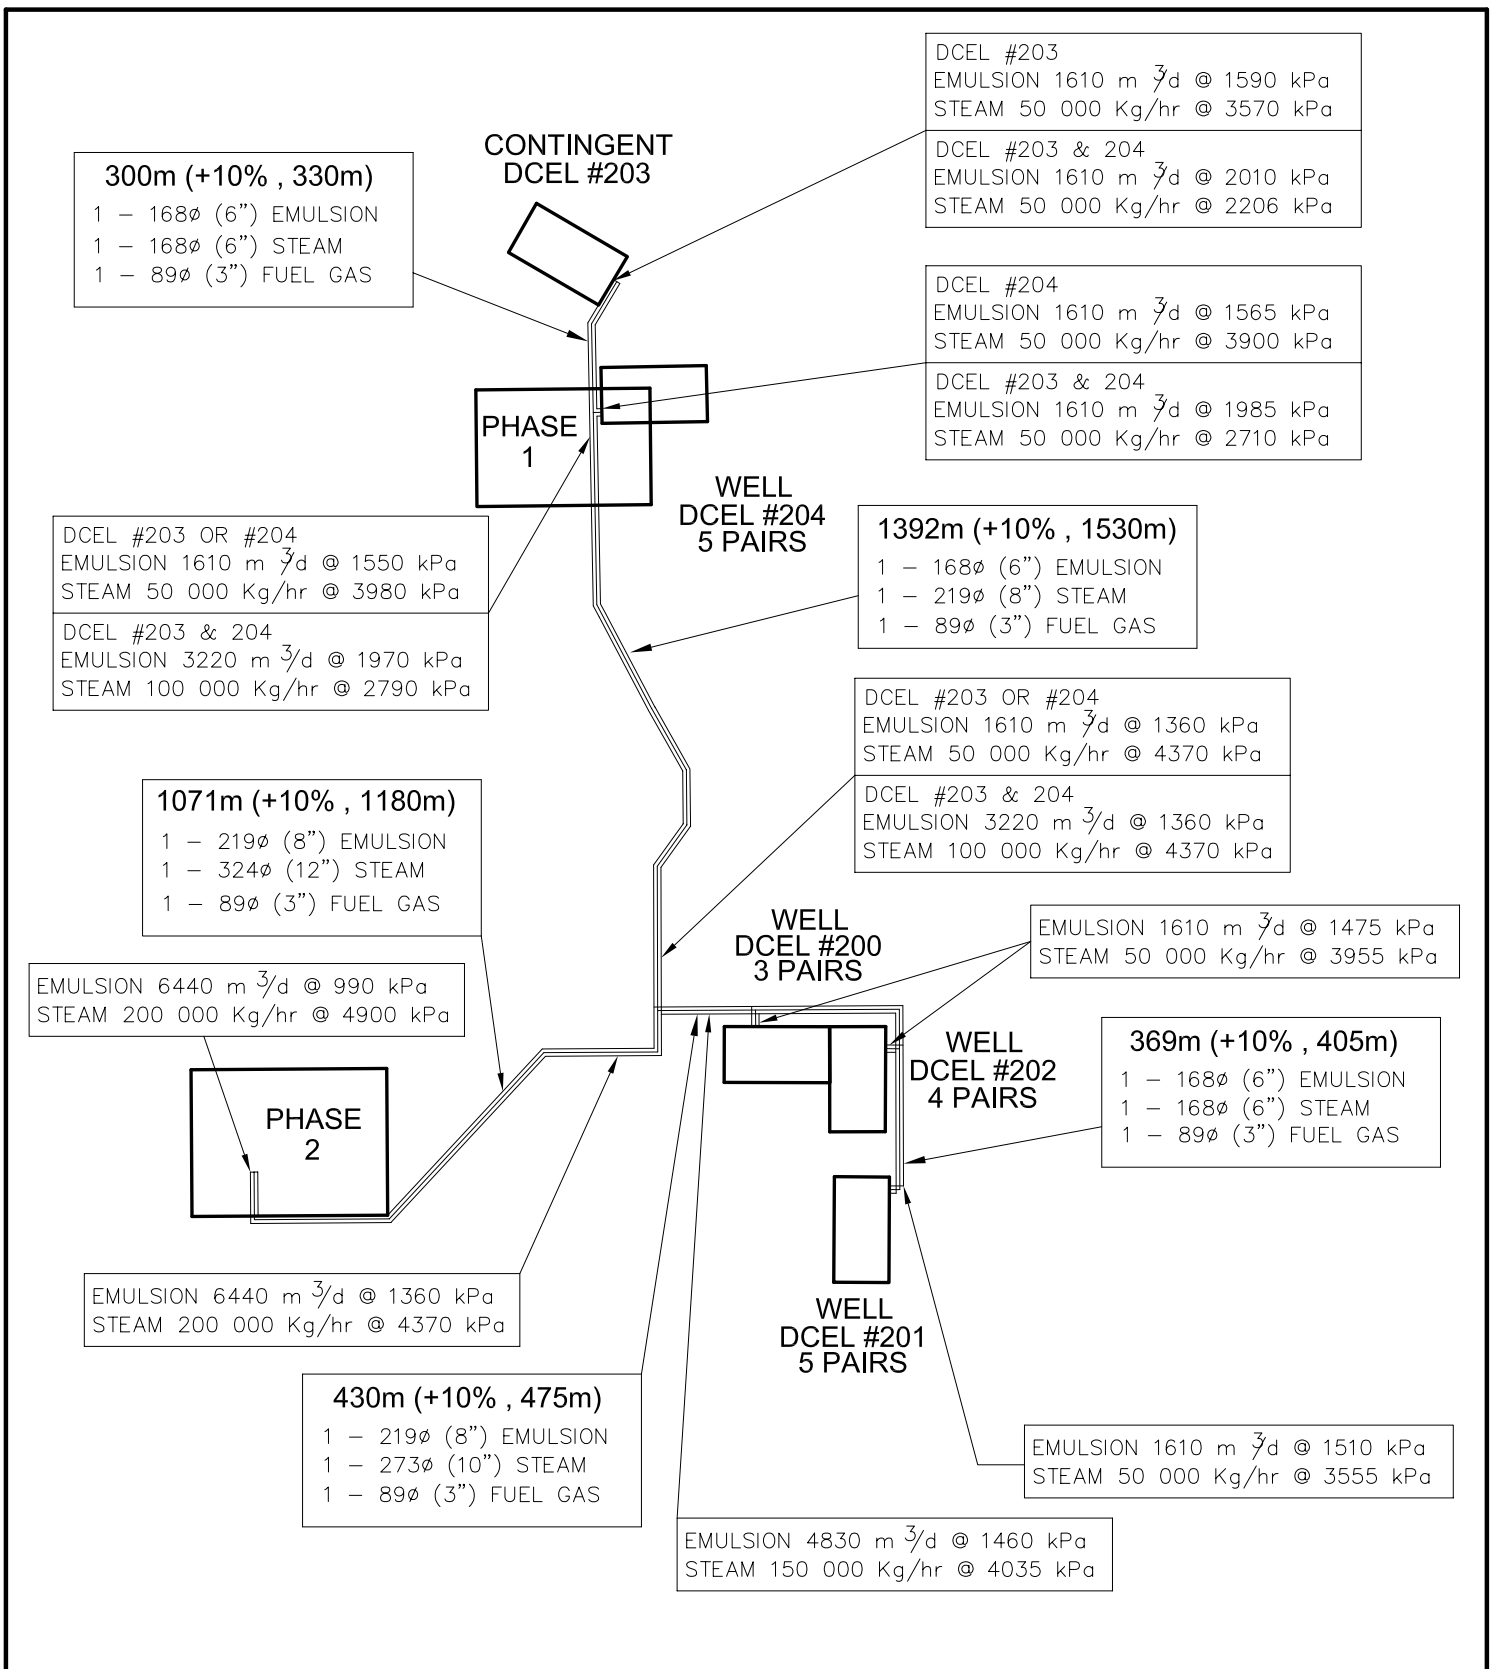 DCEL #203
EMULSION 1610 m 3/d @ 1590 kPa
STEAM 50 000 Kg/hr @ 3570 kPa
DCEL #203 & 204
EMULSION 1610 m 3/d @ 2010 kPa
STEAM 50 000 Kg/hr @ 2206 kPa
CONTINGENT
DCEL #203
300m (+10% , 330m)
1 - 168ø (6") EMULSION
1 - 168ø (6") STEAM
1 - 89ø (3") FUEL GAS
DCEL #204
EMULSION 1610 m 3/d @ 1565 kPa
STEAM 50 000 Kg/hr @ 3900 kPa
DCEL #203 & 204
EMULSION 1610 m 3/d @ 1985 kPa
STEAM 50 000 Kg/hr @ 2710 kPa
PHASE
1
WELL
DCEL #204
5 PAIRS
DCEL #203 OR #204
EMULSION 1610 m 3/d @ 1550 kPa
STEAM 50 000 Kg/hr @ 3980 kPa
DCEL #203 & 204
EMULSION 3220 m 3/d @ 1970 kPa
STEAM 100 000 Kg/hr @ 2790 kPa
1392m (+10% , 1530m)
1 - 168ø (6") EMULSION
1 - 219ø (8") STEAM
1 - 89ø (3") FUEL GAS
DCEL #203 OR #204
EMULSION 1610 m 3/d @ 1360 kPa
STEAM 50 000 Kg/hr @ 4370 kPa
DCEL #203 & 204
EMULSION 3220 m 3/d @ 1360 kPa
STEAM 100 000 Kg/hr @ 4370 kPa
1071m (+10% , 1180m)
1 - 219ø (8") EMULSION
1 - 324ø (12") STEAM
1 - 89ø (3") FUEL GAS
WELL
DCEL #200
3 PAIRS
EMULSION 1610 m 3/d @ 1475 kPa
STEAM 50 000 Kg/hr @ 3955 kPa
EMULSION 6440 m 3/d @ 990 kPa
STEAM 200 000 Kg/hr @ 4900 kPa
WELL
DCEL #202
4 PAIRS
369m (+10% , 405m)
1 - 168ø (6") EMULSION
1 - 168ø (6") STEAM
1 - 89ø (3") FUEL GAS
PHASE
2
EMULSION 6440 m 3/d @ 1360 kPa
STEAM 200 000 Kg/hr @ 4370 kPa
WELL
DCEL #201
5 PAIRS
430m (+10% , 475m)
1 - 219ø (8") EMULSION
1 - 273ø (10") STEAM
1 - 89ø (3") FUEL GAS
EMULSION 1610 m 3/d @ 1510 kPa
STEAM 50 000 Kg/hr @ 3555 kPa
EMULSION 4830 m 3/d @ 1460 kPa
STEAM 150 000 Kg/hr @ 4035 kPa